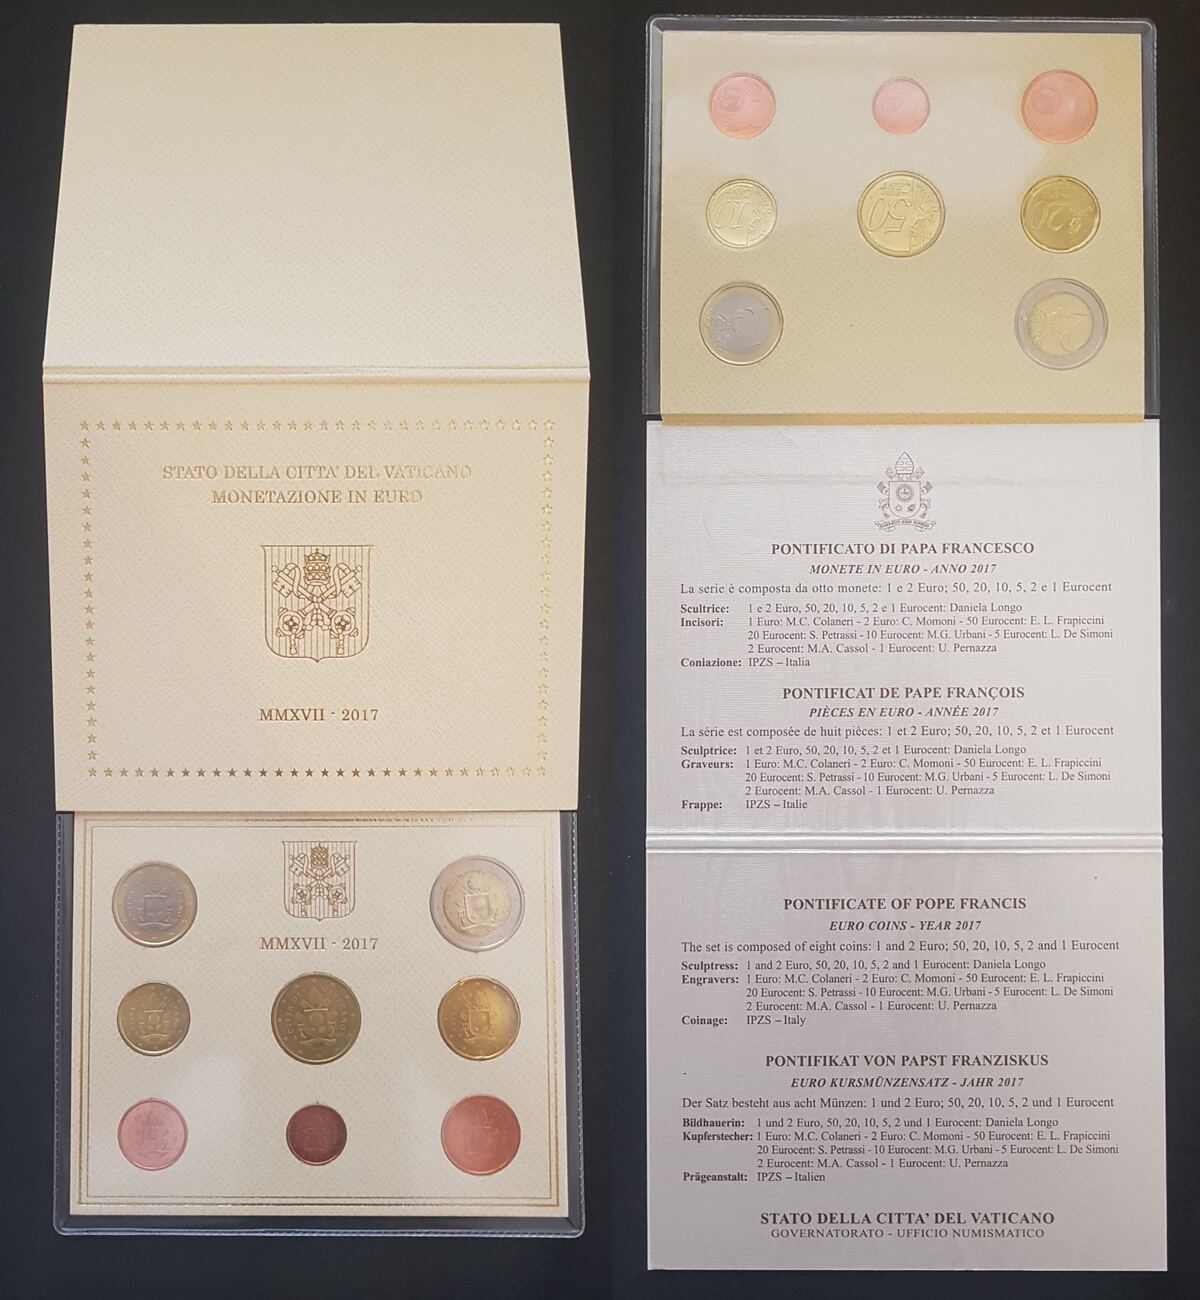 STATO DELLA CITTA' DEL VATICANO
MONETAZIONE IN EURO
MMXVII - 2017
MMXVII - 2017
10
50
20
2
PONTIFICATO DI PAPA FRANCESCO
MONETE IN EURO - ANNO 2017
La serie è composta da otto monete: 1 e 2 Euro; 50, 20, 10, 5, 2 e 1 Eurocent
Scultrice: 1 e 2 Euro, 50, 20, 10, 5, 2 e 1 Eurocent: Daniela Longo
Incisori: 1 Euro: M.C. Colaneri - 2 Euro: C. Momoni - 50 Eurocent: E. L. Frapiccini
20 Eurocent: S. Petrassi - 10 Eurocent: M.G. Urbani - 5 Eurocent: L. De Simoni
2 Eurocent: M.A. Cassol - 1 Eurocent: U. Pernazza
Coniazione: IPZS – Italia
PONTIFICAT DE PAPE FRANÇOIS
PIÈCES EN EURO - ANNÉE 2017
La série est composée de huit pièces: 1 et 2 Euro; 50, 20, 10, 5, 2 et 1 Eurocent
Sculptrice: 1 et 2 Euro, 50, 20, 10, 5, 2 et 1 Eurocent: Daniela Longo
Graveurs: 1 Euro: M.C. Colaneri - 2 Euro: C. Momoni - 50 Eurocent: E. L. Frapiccini
20 Eurocent: S. Petrassi - 10 Eurocent: M.G. Urbani - 5 Eurocent: L. De Simoni
2 Eurocent: M.A. Cassol - 1 Eurocent: U. Pernazza
Frappe: IPZS – Italie
PONTIFICATE OF POPE FRANCIS
EURO COINS - YEAR 2017
The set is composed of eight coins: 1 and 2 Euro; 50, 20, 10, 5, 2 and 1 Eurocent
Sculptress: 1 and 2 Euro, 50, 20, 10, 5, 2 and 1 Eurocent: Daniela Longo
Engravers: 1 Euro: M.C. Colaneri - 2 Euro: C. Momoni - 50 Eurocent: E. L. Frapiccini
20 Eurocent: S. Petrassi - 10 Eurocent: M.G. Urbani - 5 Eurocent: L. De Simoni
2 Eurocent: M.A. Cassol - 1 Eurocent: U. Pernazza
Coinage: IPZS – Italy
PONTIFIKAT VON PAPST FRANZISKUS
EURO KURSMÜNZENSATZ - JAHR 2017
Der Satz besteht aus acht Münzen: 1 und 2 Euro; 50, 20, 10, 5, 2 und 1 Eurocent
Bildhauerin: 1 und 2 Euro, 50, 20, 10, 5, 2 und 1 Eurocent: Daniela Longo
Kupferstecher: 1 Euro: M.C. Colaneri - 2 Euro: C. Momoni - 50 Eurocent: E. L. Frapiccini
20 Eurocent: S. Petrassi - 10 Eurocent: M.G. Urbani - 5 Eurocent: L. De Simoni
2 Eurocent: M.A. Cassol - 1 Eurocent: U. Pernazza
Prägeanstalt: IPZS – Italien
STATO DELLA CITTA' DEL VATICANO
GOVERNATORATO - UFFICIO NUMISMATICO